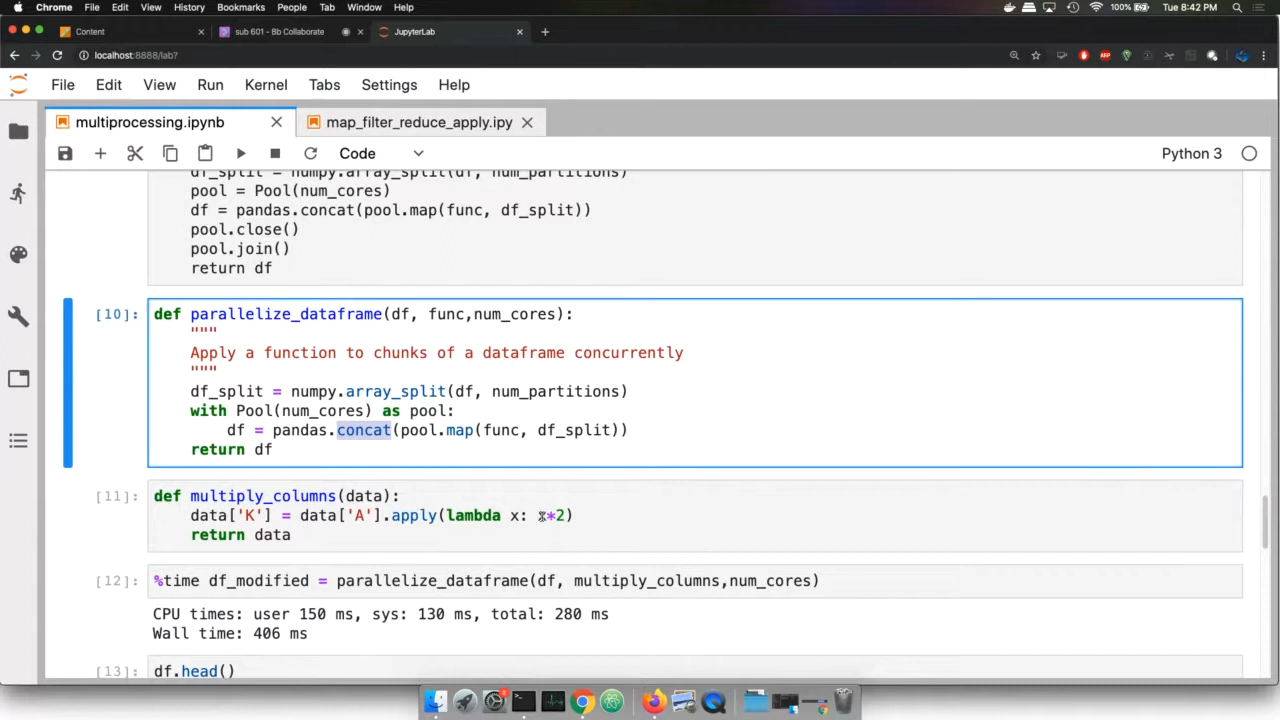 Chrome File Edit View History Bookmarks People Tab Window Help 100% Tue 8:42 PM
Content sub 601 - Bb Collaborate JupyterLab
localhost:8888/lab?
File Edit View Run Kernel Tabs Settings Help
multiprocessing.ipynb map_filter_reduce_apply.ipy
Code Python 3
df_split = numpy.array_split(df, num_partitions)
pool = Pool(num_cores)
df = pandas.concat(pool.map(func, df_split))
pool.close()
pool.join()
return df
[10]: def parallelize_dataframe(df, func,num_cores):
"""
Apply a function to chunks of a dataframe concurrently
"""
df_split = numpy.array_split(df, num_partitions)
with Pool(num_cores) as pool:
df = pandas.concat(pool.map(func, df_split))
return df
[11]: def multiply_columns(data):
data['K'] = data['A'].apply(lambda x: x**2)
return data
[12]: %time df_modified = parallelize_dataframe(df, multiply_columns,num_cores)
CPU times: user 150 ms, sys: 130 ms, total: 280 ms
Wall time: 406 ms
[13]: df.head()